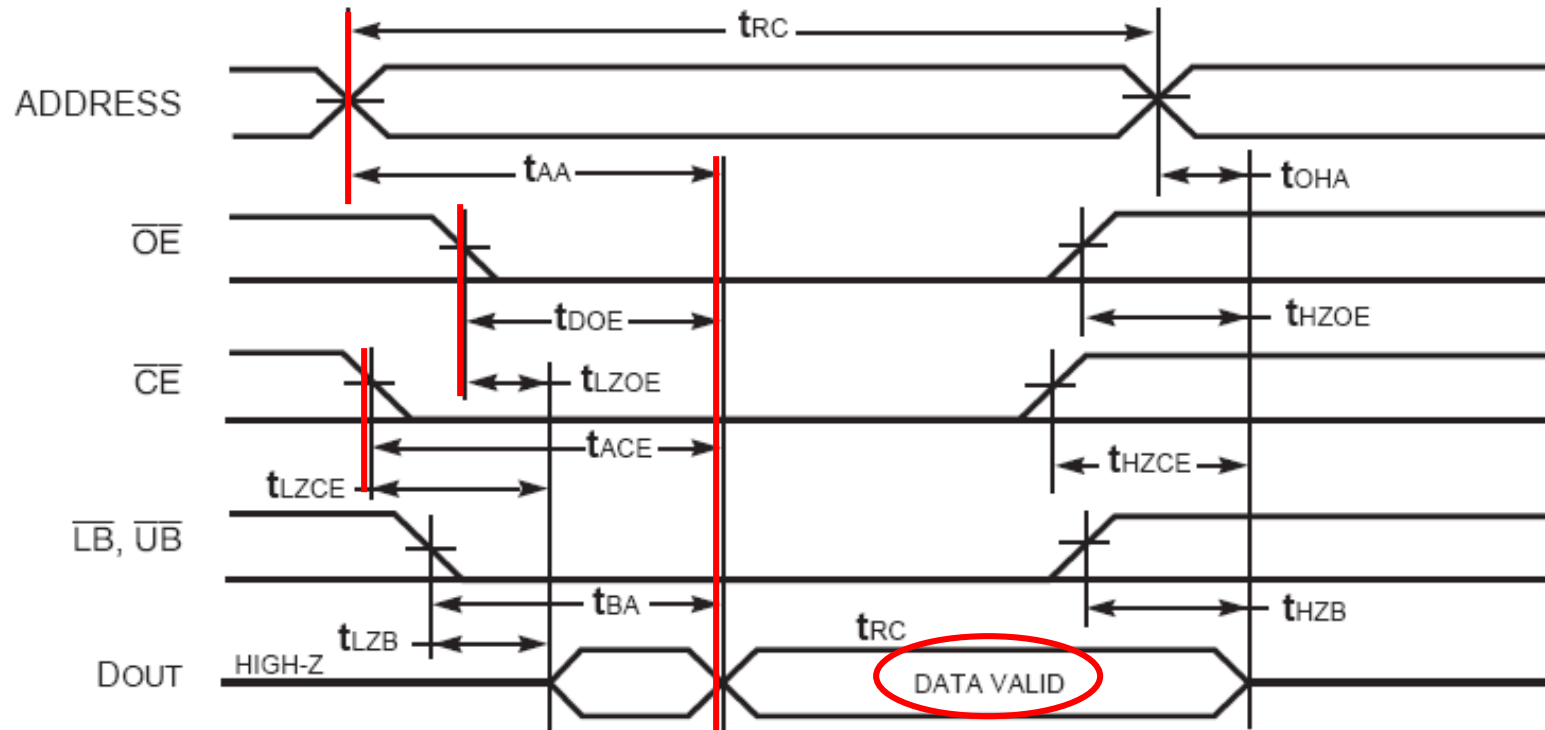 tRC
ADDRESS
tAA
tOHA
OE
tDOE
tHZOE
CE
tLZOE
tACE
tHZCE
tLZCE
LB, UB
tBA
tHZB
tLZB
tRC
DOUT
HIGH-Z
DATA VALID